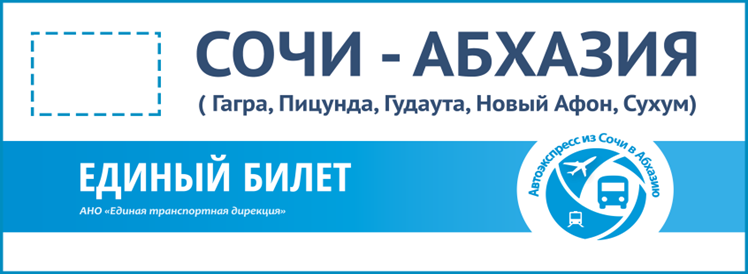 СОЧИ - АБХАЗИЯ
( Гагра, Пицунда, Гудаута, Новый Афон, Сухум)
ЕДИНЫЙ БИЛЕТ
АНО «Единая транспортная дирекция»
Автоэкспресс из Сочи в Абхазию